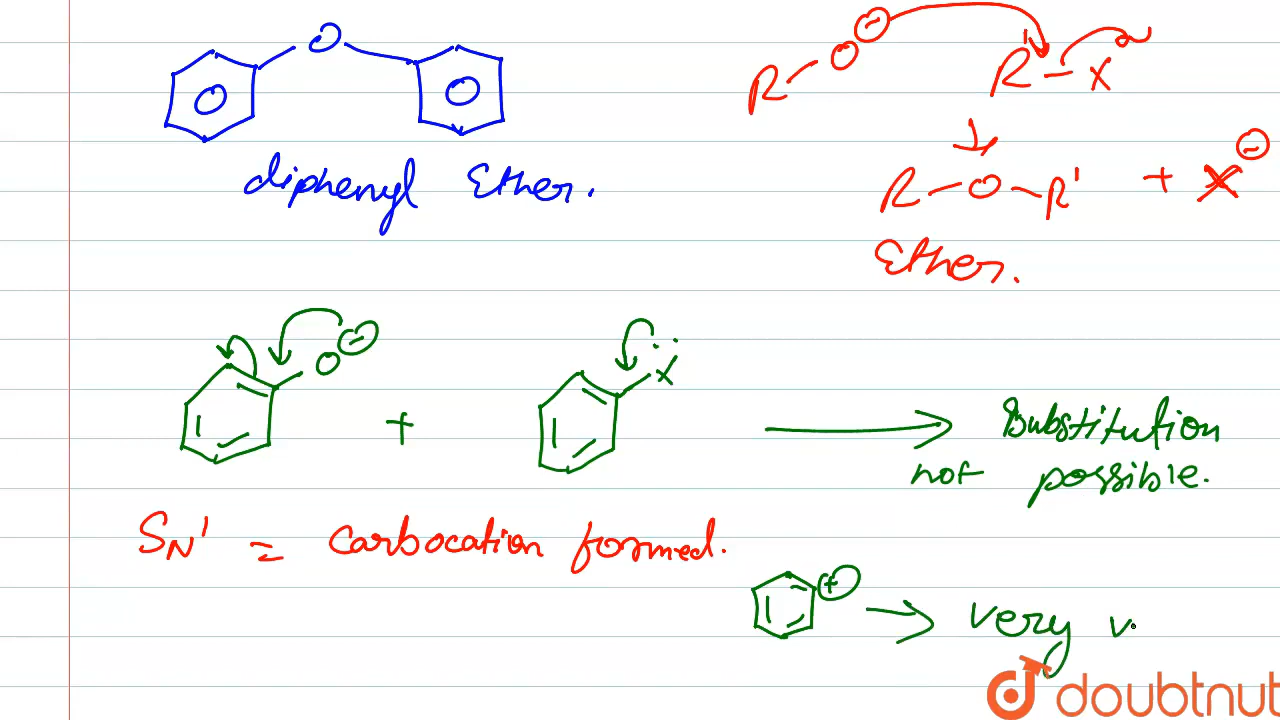 O
diphenyl Ether.
R-O⊖ R'-X
↓
R-O-R' + X⊖
Ether.
O⊖ + X → Substitution
not possible.
SN1 = Carbocation formed.
+ → very v
doubtnut